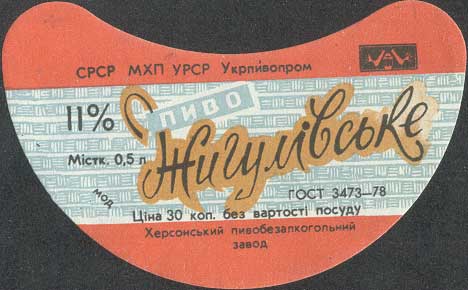 СРСР МХП УРСР Укрпивопром
11% ПИВО
Жигулівське
Містк. 0,5 л
мод
ГОСТ 3473–78
Ціна 30 коп. без вартості посуду
Херсонський пивобезалкогольний
завод